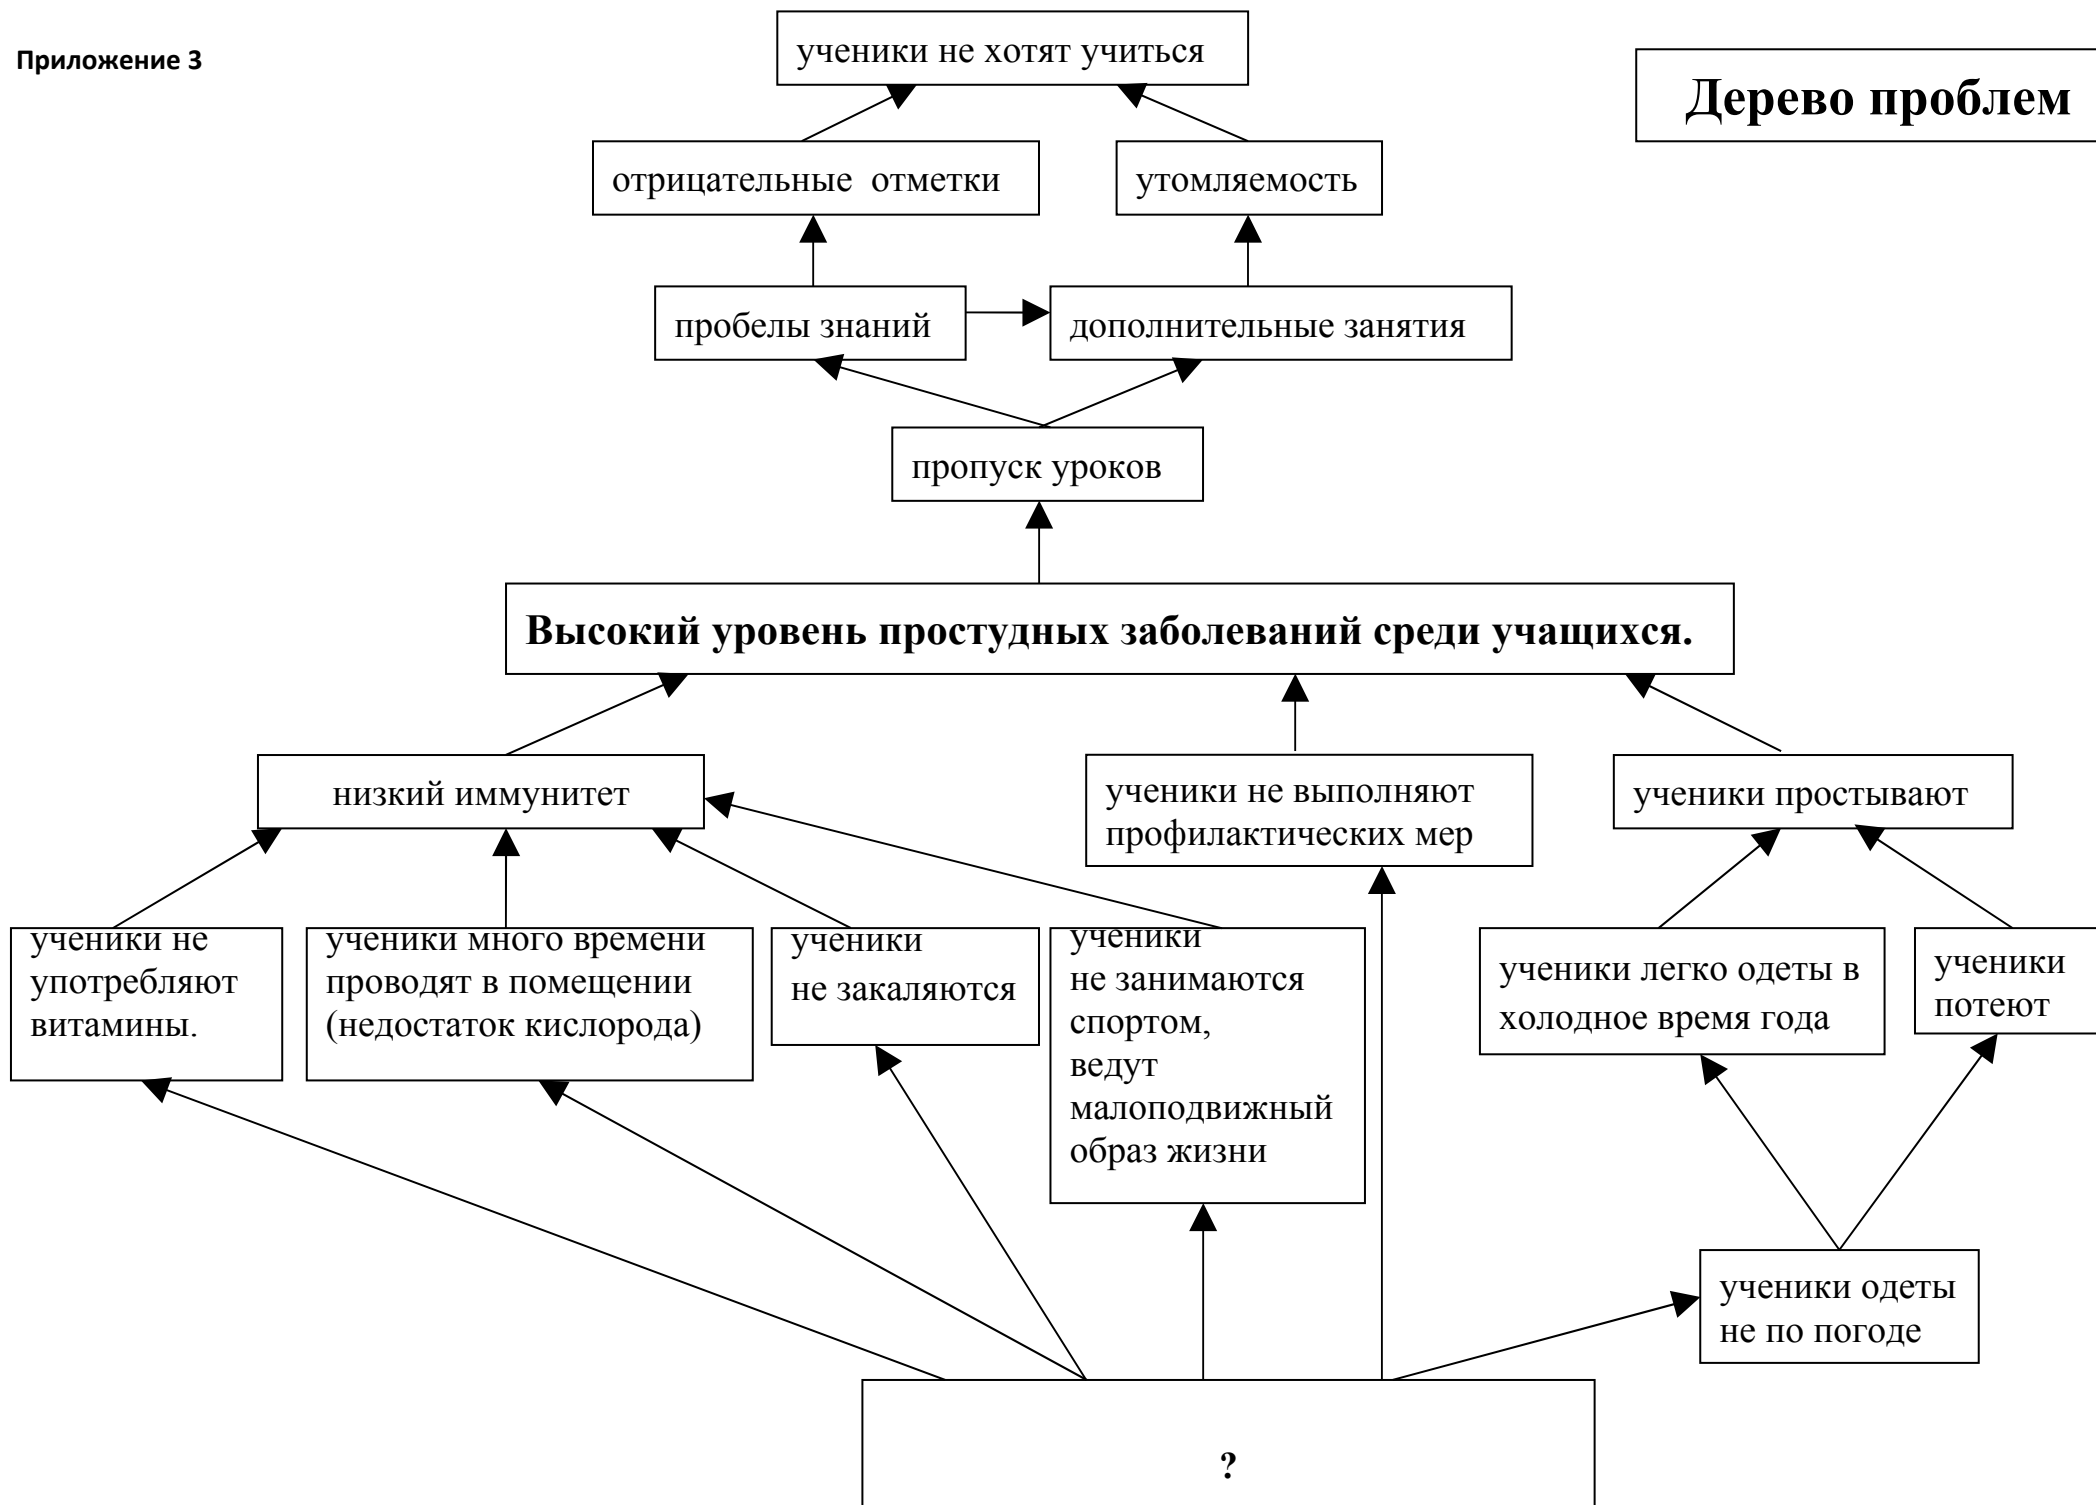 Приложение 3
ученики не хотят учиться
Дерево проблем
отрицательные  отметки
утомляемость
пробелы знаний
дополнительные занятия
пропуск уроков
Высокий уровень простудных заболеваний среди учащихся.
низкий иммунитет
ученики не выполняют
профилактических мер
ученики простывают
ученики не
употребляют
витамины.
ученики много времени
проводят в помещении
(недостаток кислорода)
ученики
не закаляются
ученики
не занимаются
спортом,
ведут
малоподвижный
образ жизни
ученики легко одеты в
холодное время года
ученики
потеют
ученики одеты
не по погоде
?